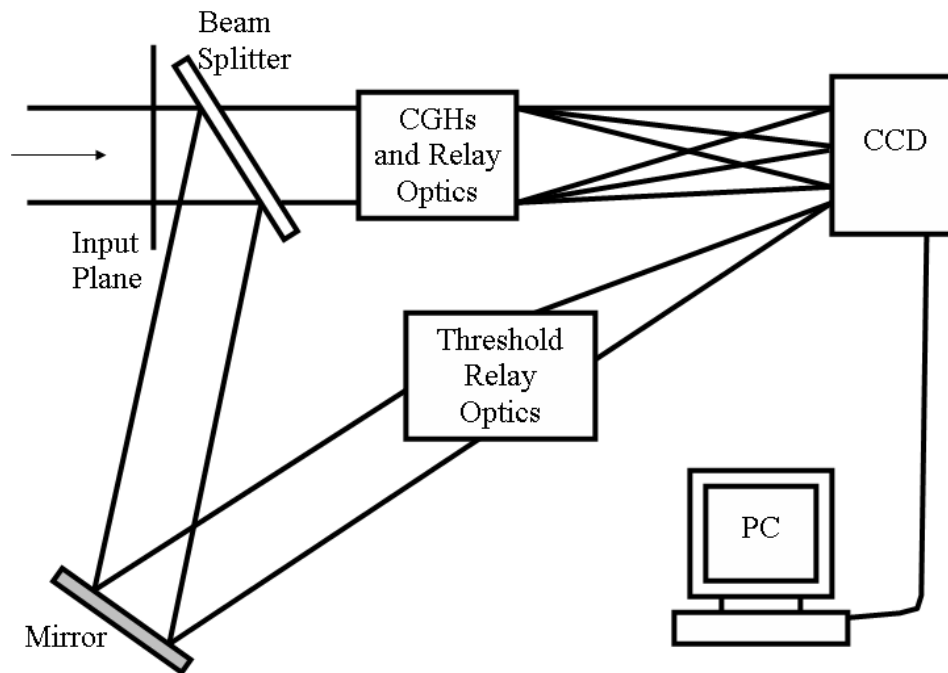 Beam
Splitter
CGHs
and Relay
Optics
CCD
Input
Plane
Threshold
Relay
Optics
PC
Mirror